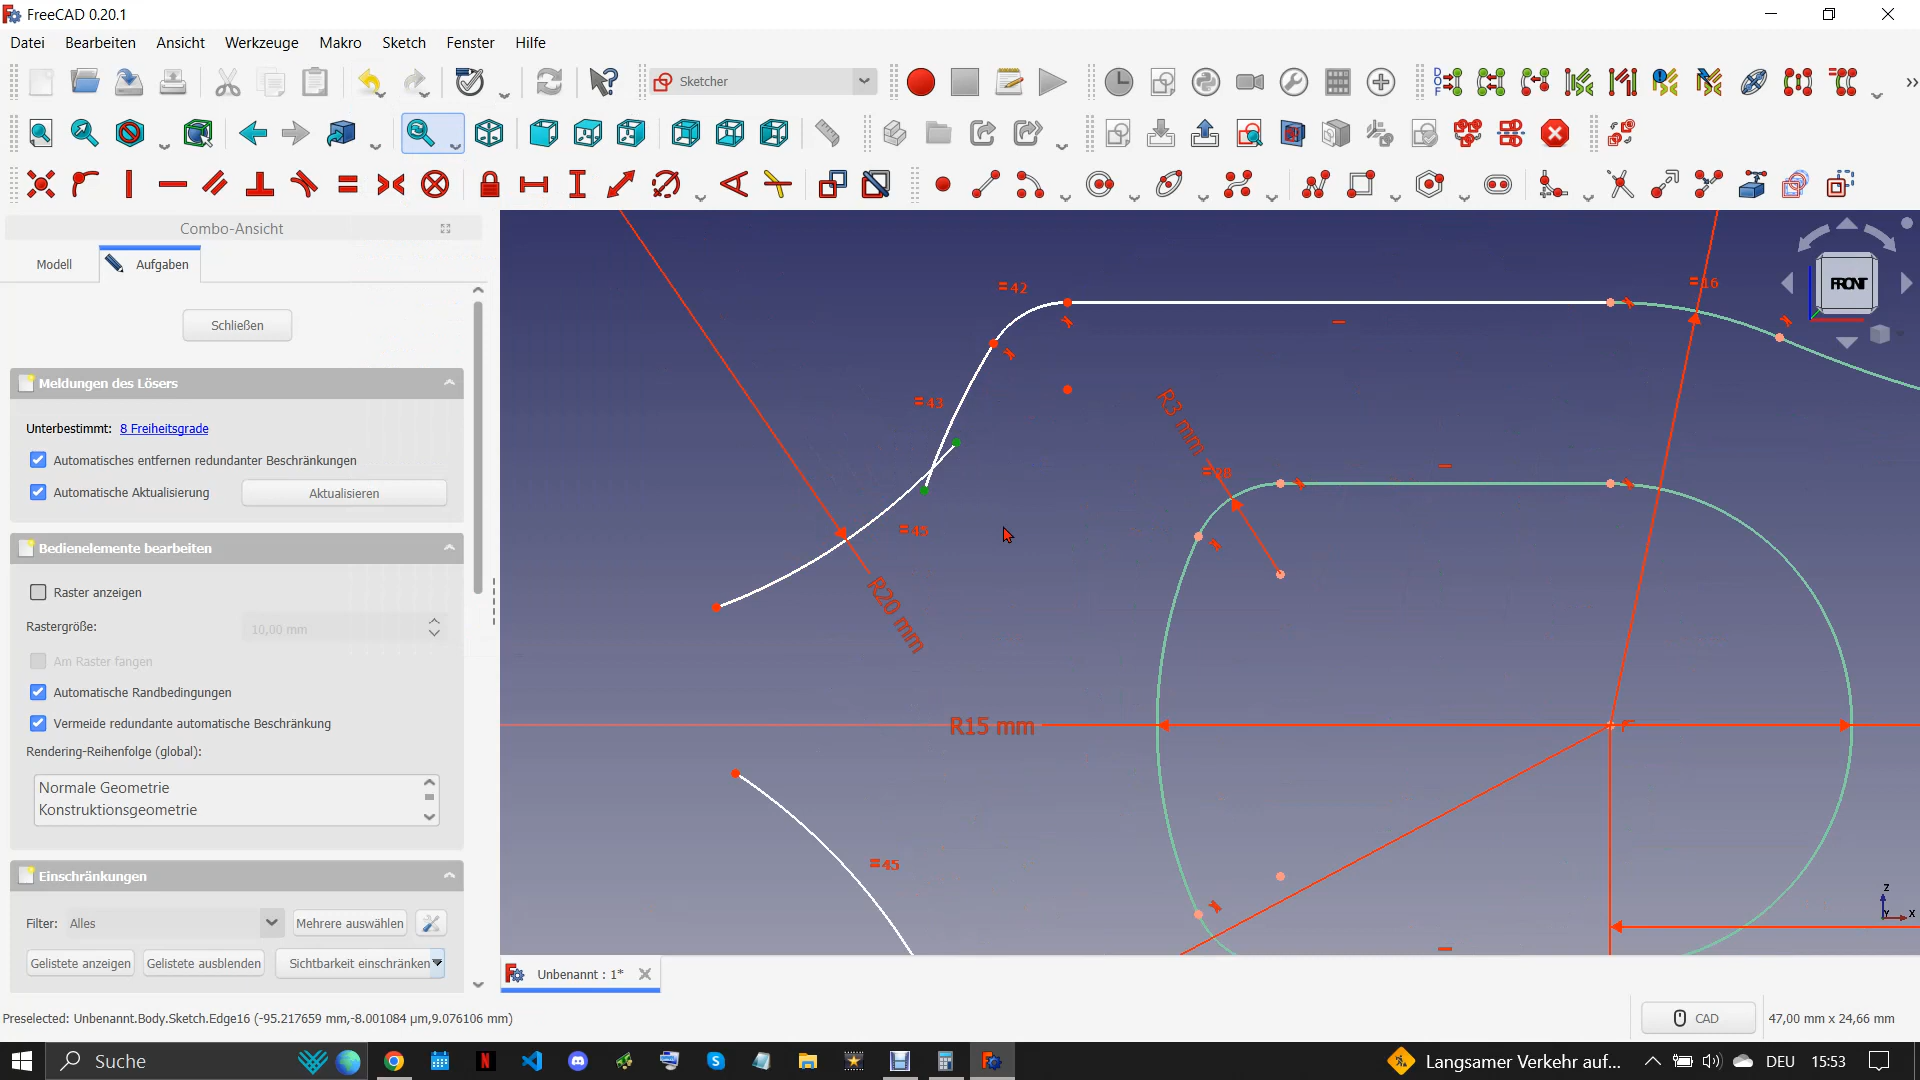 FreeCAD 0.20.1
Datei Bearbeiten Ansicht Werkzeuge Makro Sketch Fenster Hilfe
Sketcher
Combo-Ansicht
Modell Aufgaben
Schließen
Meldungen des Lösers
Unterbestimmt: 8 Freiheitsgrade
Automatisches entfernen redundanter Beschränkungen
Automatische Aktualisierung Aktualisieren
Bedienelemente bearbeiten
Raster anzeigen
Rastergröße: 10,00 mm
Am Raster fangen
Automatische Randbedingungen
Vermeide redundante automatische Beschränkung
Rendering-Reihenfolge (global):
Normale Geometrie
Konstruktionsgeometrie
Einschränkungen
Filter: Alles Mehrere auswählen
Gelistete anzeigen Gelistete ausblenden Sichtbarkeit einschränken
=42
=16
FRONT
=43
R3 mm
=45
R20 mm
R15 mm
=45
Z
Y X
Unbenannt : 1*
Preselected: Unbenannt.Body.Sketch.Edge16 (-95.217659 mm,-8.001084 µm,9.076106 mm)
CAD 47,00 mm x 24,66 mm
Suche Langsamer Verkehr auf... DEU 15:53